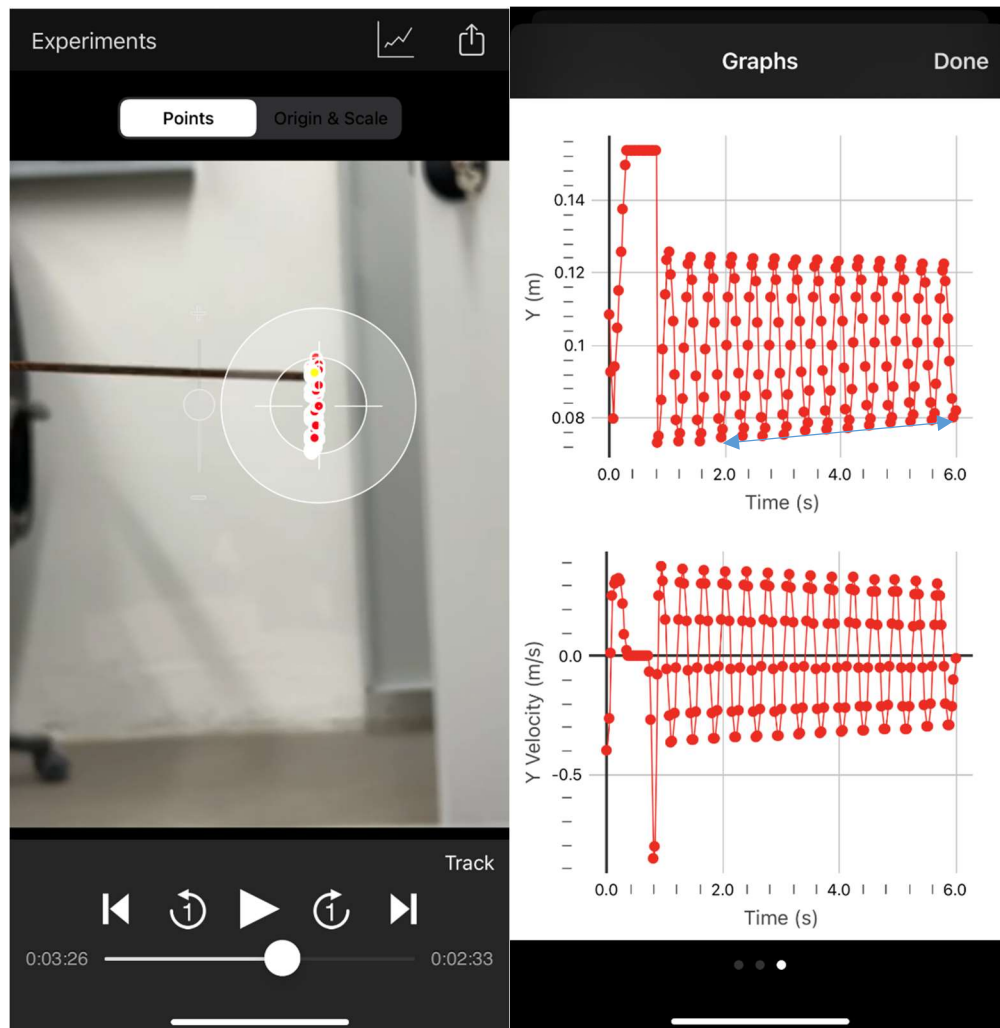 Experiments
Points
Origin & Scale
Track
1
1
0:03:26
0:02:33
Graphs
Done
0.14
0.12
0.1
0.08
Y (m)
0.0
2.0
4.0
6.0
Time (s)
0.0
-0.5
Y Velocity (m/s)
0.0
2.0
4.0
6.0
Time (s)